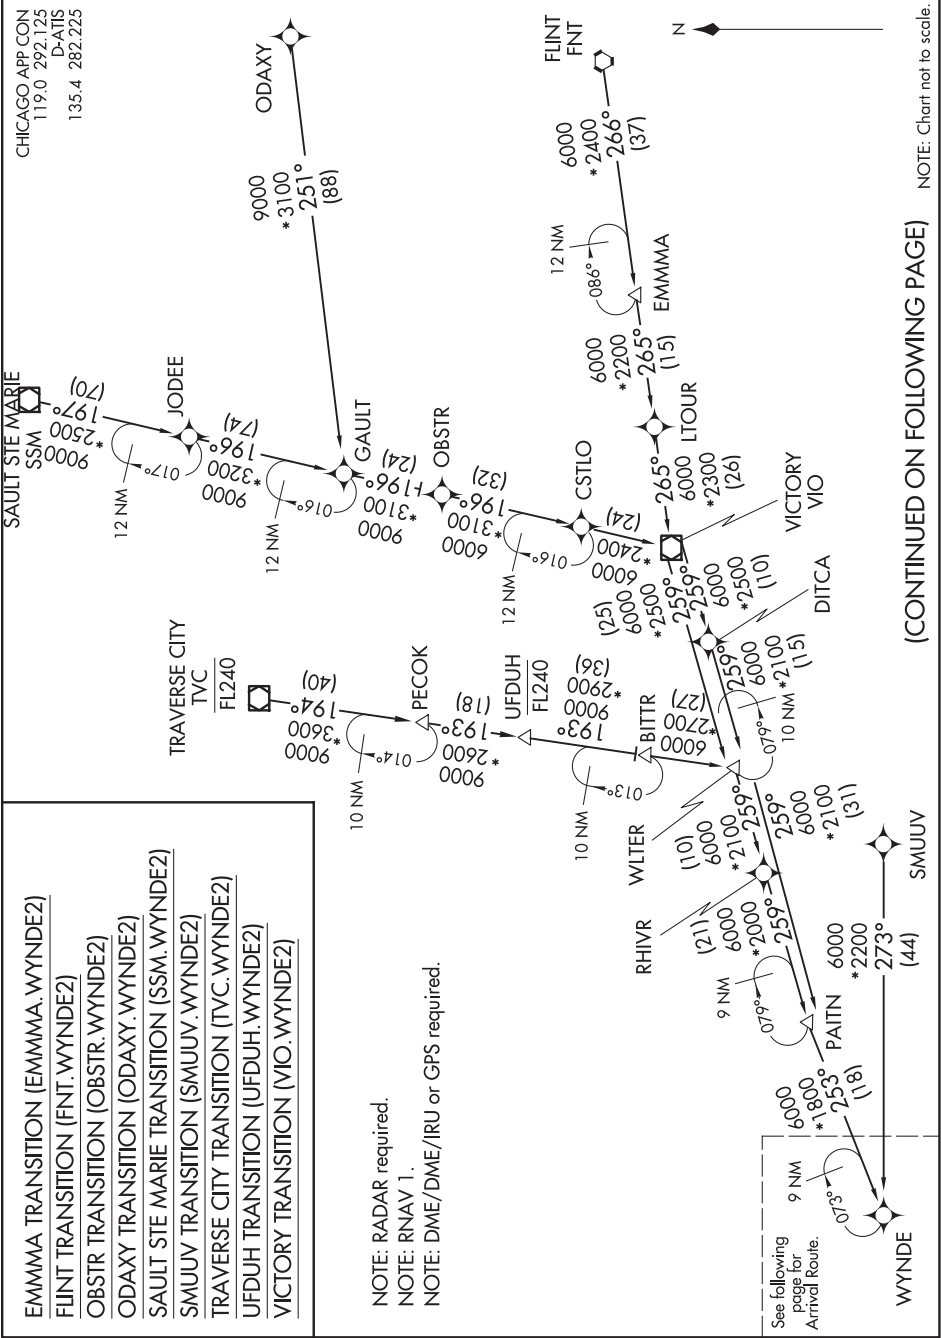 CHICAGO APP CON
119.0 292.125
D-ATIS
135.4 282.225
EMMMA TRANSITION (EMMMA.WYNDE2)
FLINT TRANSITION (FNT.WYNDE2)
OBSTR TRANSITION (OBSTR.WYNDE2)
ODAXY TRANSITION (ODAXY.WYNDE2)
SAULT STE MARIE TRANSITION (SSM.WYNDE2)
SMUUV TRANSITION (SMUUV.WYNDE2)
TRAVERSE CITY TRANSITION (TVC.WYNDE2)
UFDUH TRANSITION (UFDUH.WYNDE2)
VICTORY TRANSITION (VIO.WYNDE2)
NOTE: RADAR required.
NOTE: RNAV 1.
NOTE: DME/DME/IRU or GPS required.
SAULT STE MARIE
SSM
9000
*2500
197°
(70)
12 NM
017°
JODEE
9000
*3200
196°
(74)
12 NM
016°
GAULT
ODAXY
9000
*3100
251°
(88)
9000
*3100
196°
(24)
OBSTR
6000
*3100
196°
(32)
12 NM
016°
CSTLO
6000
*2400
(24)
FLINT
FNT
6000
*2400
266°
(37)
12 NM
086°
EMMMA
6000
*2200
265°
(15)
LTOUR
265°
6000
*2300
(26)
VICTORY
VIO
(25)
6000
*2500
259°
259°
6000
*2500
(10)
DITCA
259°
6000
*2100
(15)
10 NM
079°
TRAVERSE CITY
TVC
FL240
9000
*3600
194°
(40)
10 NM
014°
PECOK
9000
*2600
193°
(18)
UFDUH
FL240
193°
9000
*2900
(36)
10 NM
013°
BITTR
6000
*2700
(27)
WLTER
(10)
6000
*2100
259°
259°
6000
*2100
(31)
RHIVR
(21)
6000
*2000
259°
9 NM
079°
PAITN
6000
*1800
253°
(18)
SMUUV
6000
*2200
273°
(44)
9 NM
073°
WYNDE
See following
page for
Arrival Route.
N
NOTE: Chart not to scale.
(CONTINUED ON FOLLOWING PAGE)